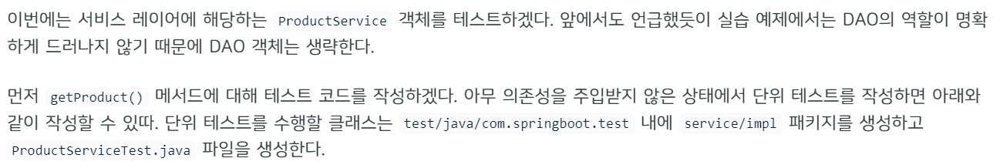 이번에는 서비스 레이어에 해당하는 ProductService 객체를 테스트하겠다. 앞에서도 언급했듯이 실습 예제에서는 DAO의 역할이 명확
하게 드러나지 않기 때문에 DAO 객체는 생략한다.
먼저 getProduct() 메서드에 대해 테스트 코드를 작성하겠다. 아무 의존성을 주입받지 않은 상태에서 단위 테스트를 작성하면 아래와
같이 작성할 수 있따. 단위 테스트를 수행할 클래스는 test/java/com.springboot.test 내에 service/impl 패키지를 생성하고
ProductServiceTest.java 파일을 생성한다.